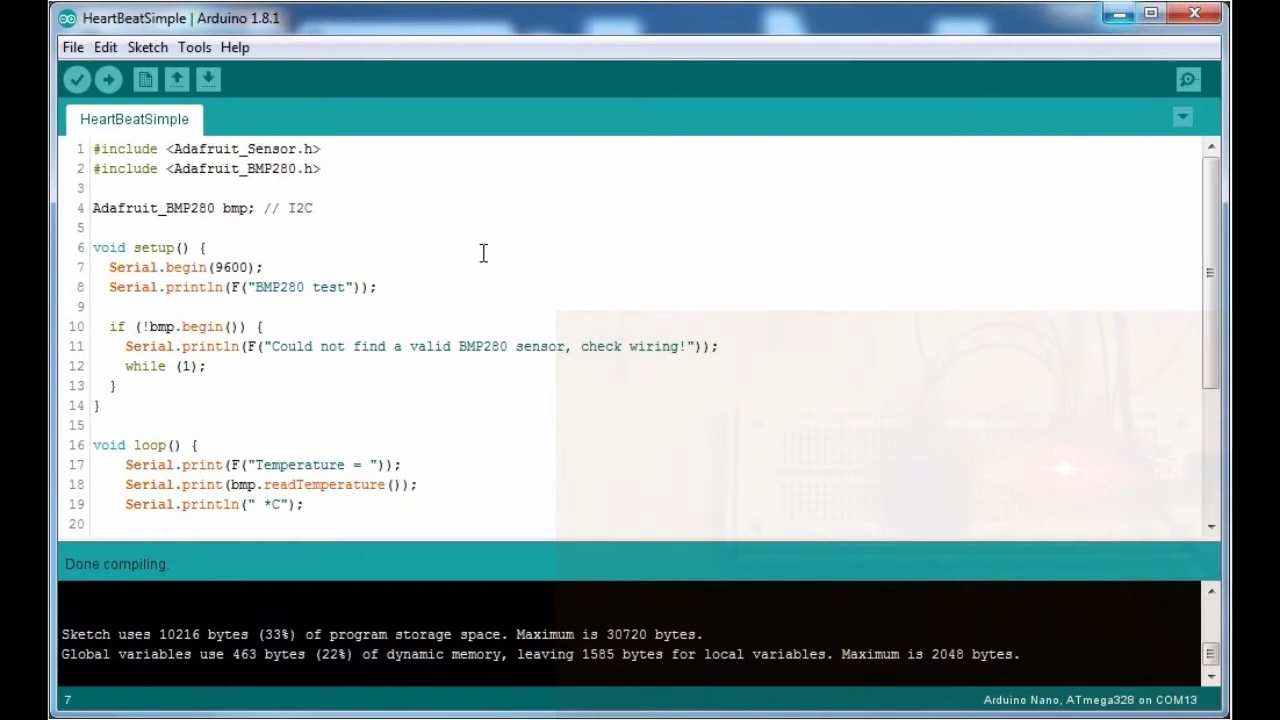 HeartBeatSimple | Arduino 1.8.1
File Edit Sketch Tools Help
HeartBeatSimple
1 #include <Adafruit_Sensor.h>
2 #include <Adafruit_BMP280.h>
3
4 Adafruit_BMP280 bmp; // I2C
5
6 void setup() {
7 Serial.begin(9600);
8 Serial.println(F("BMP280 test"));
9
10 if (!bmp.begin()) {
11 Serial.println(F("Could not find a valid BMP280 sensor, check wiring!"));
12 while (1);
13 }
14 }
15
16 void loop() {
17 Serial.print(F("Temperature = "));
18 Serial.print(bmp.readTemperature());
19 Serial.println(" *C");
20
Done compiling.
Sketch uses 10216 bytes (33%) of program storage space. Maximum is 30720 bytes.
Global variables use 463 bytes (22%) of dynamic memory, leaving 1585 bytes for local variables. Maximum is 2048 bytes.
7 Arduino Nano, ATmega328 on COM13